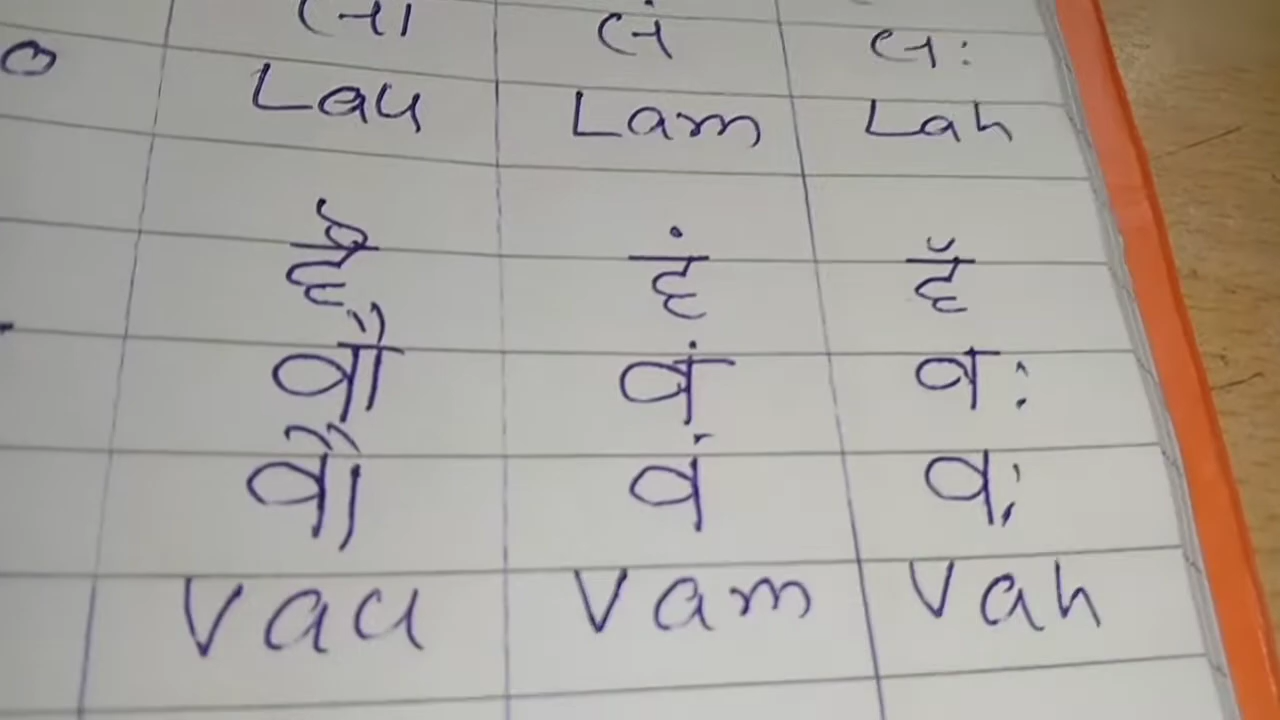 લં લઃ
Lau Lam Lah
ਵੌ ਵਂ ਵੱ
वौ वं वः
વૌ વં વઃ
Vau Vam Vah